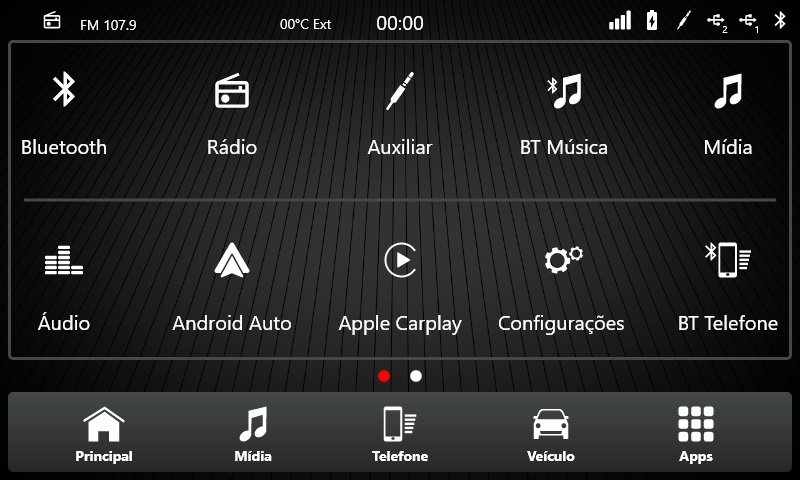 FM 107.9 00°C Ext 00:00 2 1
Bluetooth Rádio Auxiliar BT Música Mídia
Áudio Android Auto Apple Carplay Configurações BT Telefone
Principal Mídia Telefone Veículo Apps